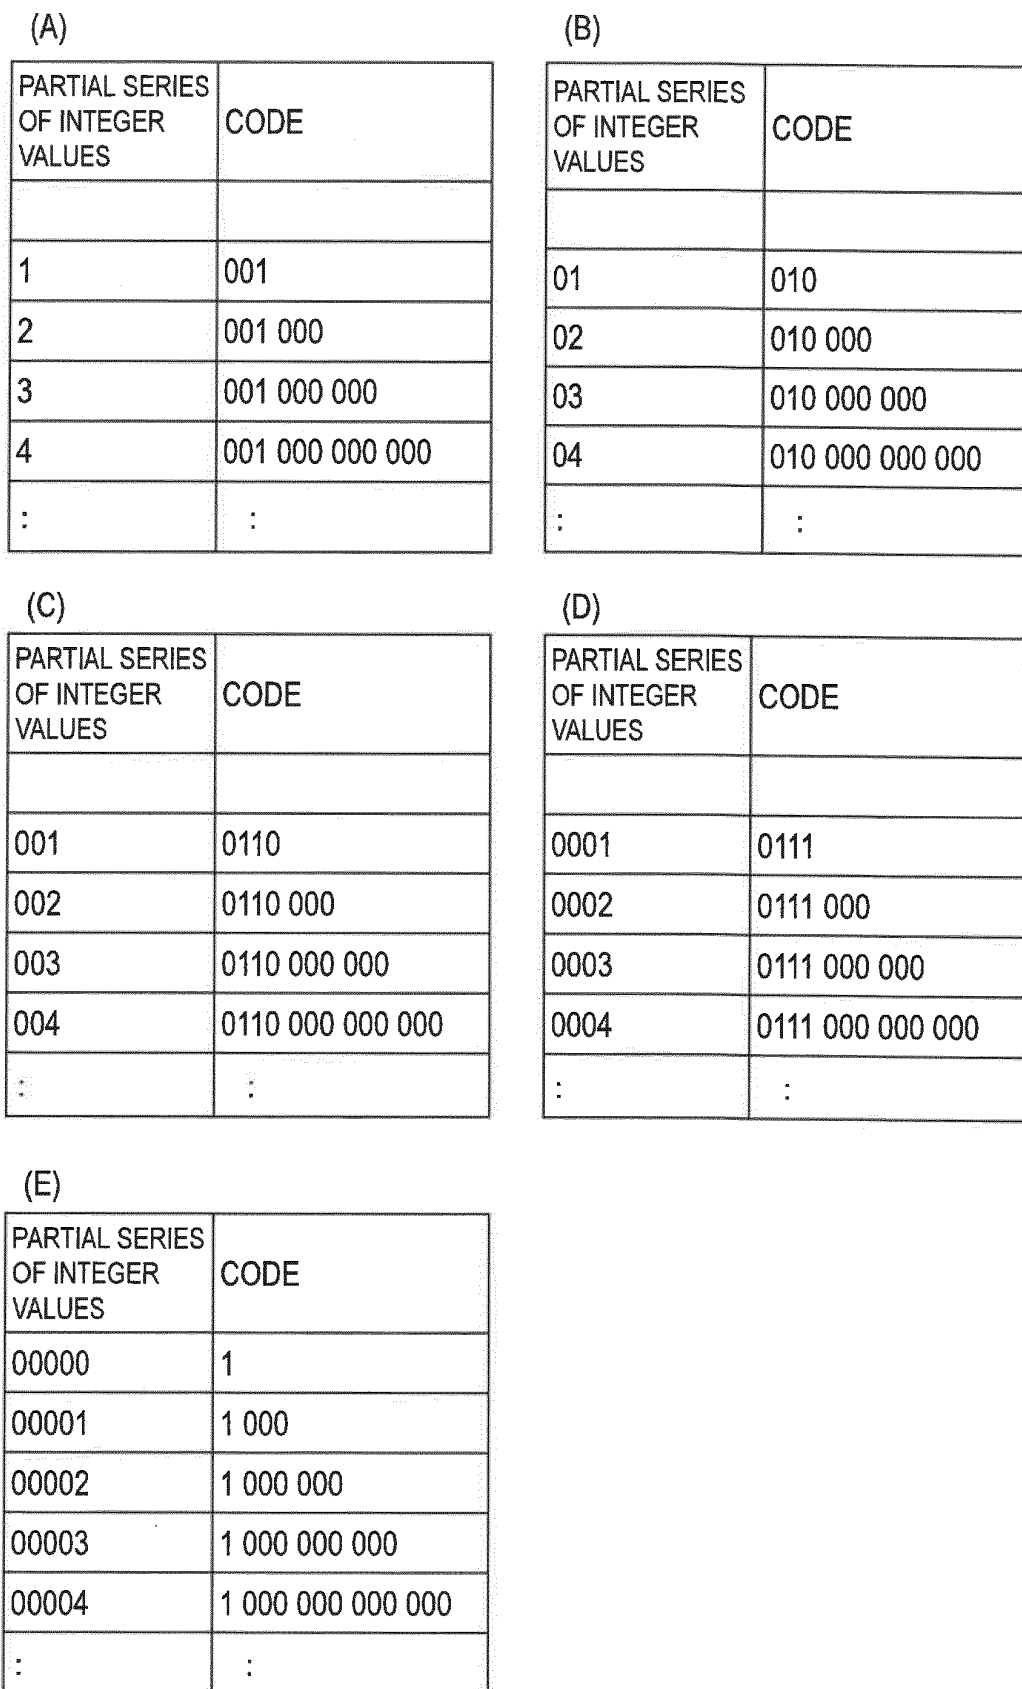 (A)
PARTIAL SERIES
OF INTEGER
VALUES
CODE
1 001
2 001 000
3 001 000 000
4 001 000 000 000
: :
(B)
PARTIAL SERIES
OF INTEGER
VALUES
CODE
01 010
02 010 000
03 010 000 000
04 010 000 000 000
: :
(C)
PARTIAL SERIES
OF INTEGER
VALUES
CODE
001 0110
002 0110 000
003 0110 000 000
004 0110 000 000 000
: :
(D)
PARTIAL SERIES
OF INTEGER
VALUES
CODE
0001 0111
0002 0111 000
0003 0111 000 000
0004 0111 000 000 000
: :
(E)
PARTIAL SERIES
OF INTEGER
VALUES
CODE
00000 1
00001 1 000
00002 1 000 000
00003 1 000 000 000
00004 1 000 000 000 000
: :